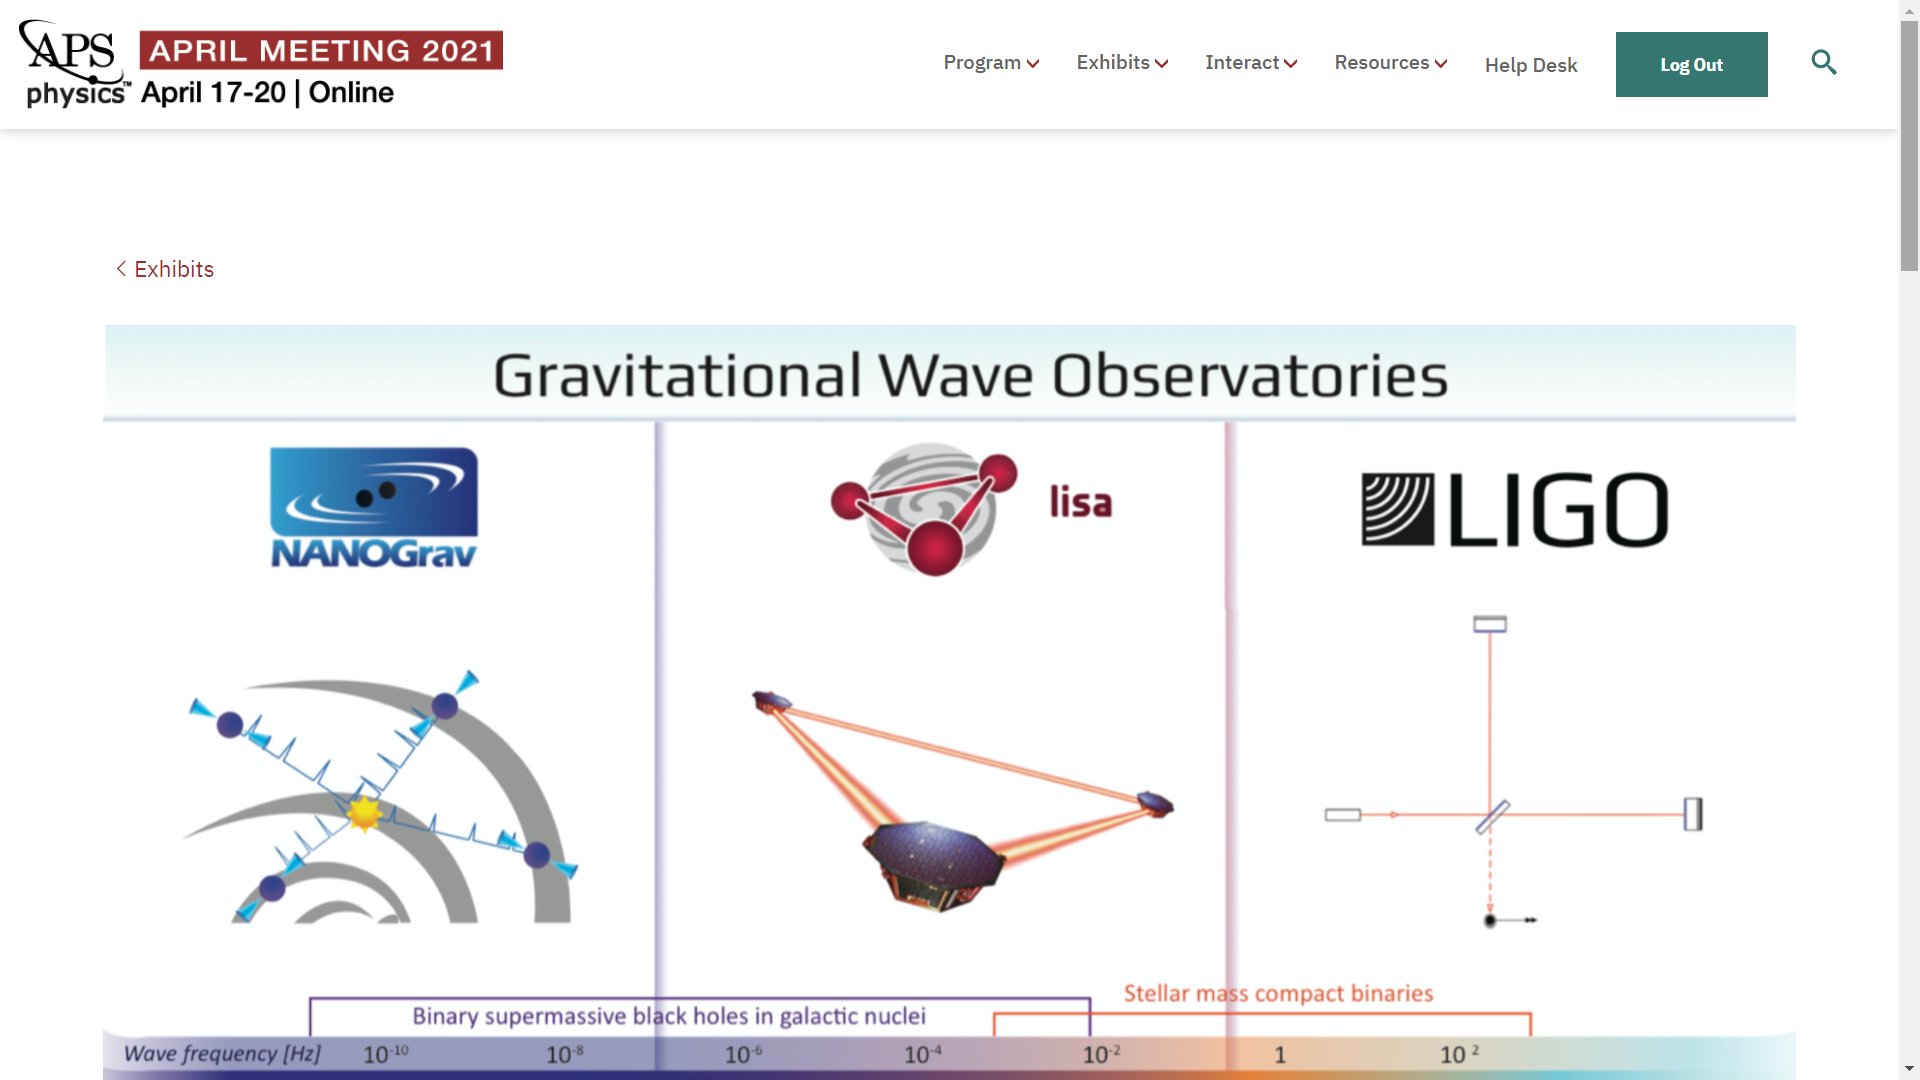 APS
physics™
APRIL MEETING 2021
April 17-20 | Online
Program
Exhibits
Interact
Resources
Help Desk
Log Out
< Exhibits
Gravitational Wave Observatories
NANOGrav
lisa
LIGO
Stellar mass compact binaries
Binary supermassive black holes in galactic nuclei
Wave frequency [Hz] 10⁻¹⁰ 10⁻⁸ 10⁻⁶ 10⁻⁴ 10⁻² 1 10²